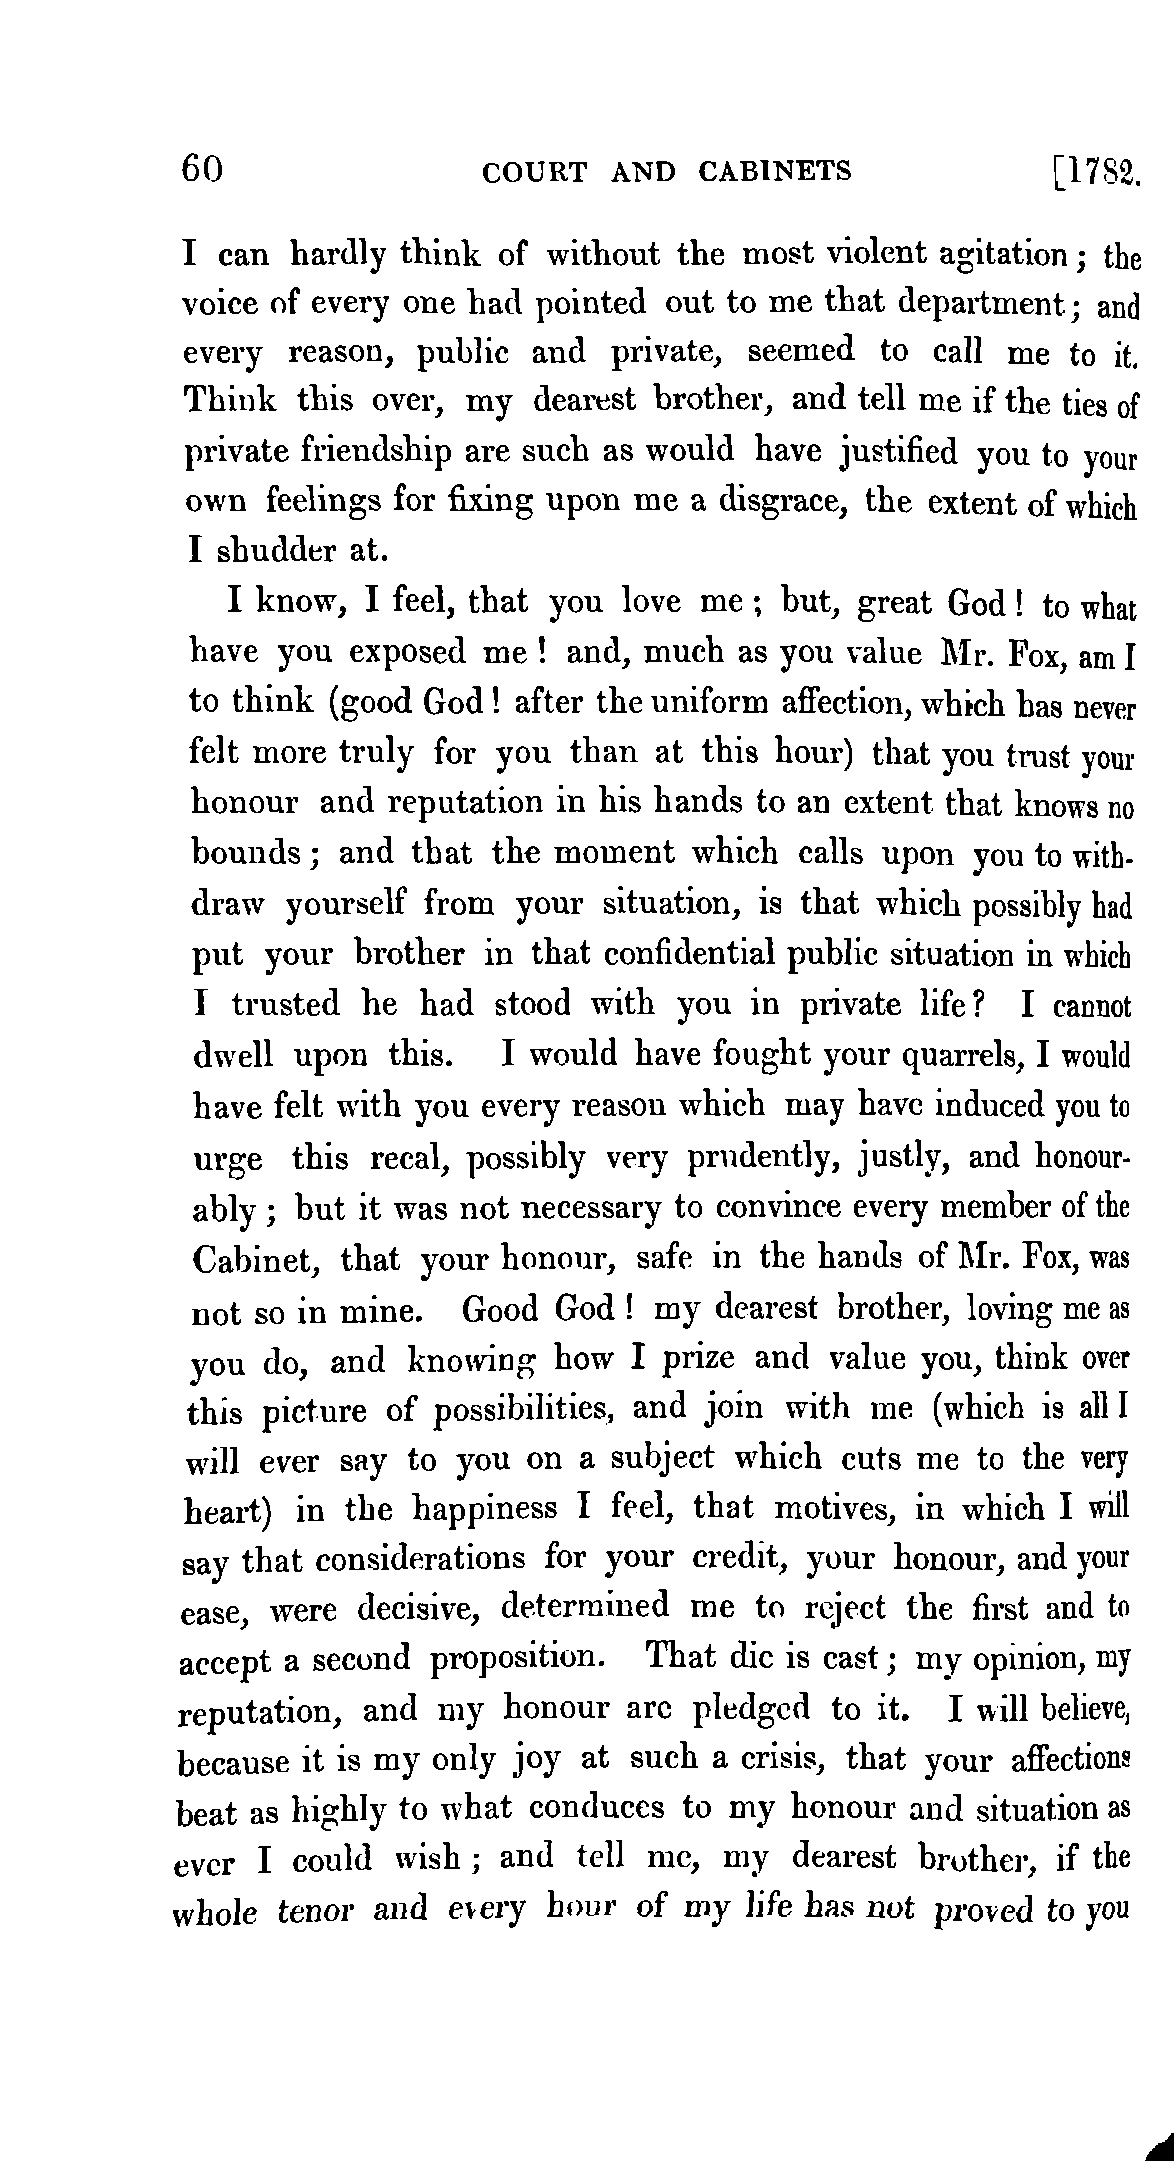 60 COURT AND CABINETS [1782.
I can hardly think of without the most violent agitation; the
voice of every one had pointed out to me that department; and
every reason, public and private, seemed to call me to it.
Think this over, my dearest brother, and tell me if the ties of
private friendship are such as would have justified you to your
own feelings for fixing upon me a disgrace, the extent of which
I shudder at.
I know, I feel, that you love me; but, great God! to what
have you exposed me! and, much as you value Mr. Fox, am I
to think (good God! after the uniform affection, which has never
felt more truly for you than at this hour) that you trust your
honour and reputation in his hands to an extent that knows no
bounds; and that the moment which calls upon you to with-
draw yourself from your situation, is that which possibly had
put your brother in that confidential public situation in which
I trusted he had stood with you in private life? I cannot
dwell upon this. I would have fought your quarrels, I would
have felt with you every reason which may have induced you to
urge this recal, possibly very prudently, justly, and honour-
ably; but it was not necessary to convince every member of the
Cabinet, that your honour, safe in the hands of Mr. Fox, was
not so in mine. Good God! my dearest brother, loving me as
you do, and knowing how I prize and value you, think over
this picture of possibilities, and join with me (which is all I
will ever say to you on a subject which cuts me to the very
heart) in the happiness I feel, that motives, in which I will
say that considerations for your credit, your honour, and your
ease, were decisive, determined me to reject the first and to
accept a second proposition. That die is cast; my opinion, my
reputation, and my honour are pledged to it. I will believe,
because it is my only joy at such a crisis, that your affections
beat as highly to what conduces to my honour and situation as
ever I could wish; and tell me, my dearest brother, if the
whole tenor and every hour of my life has not proved to you